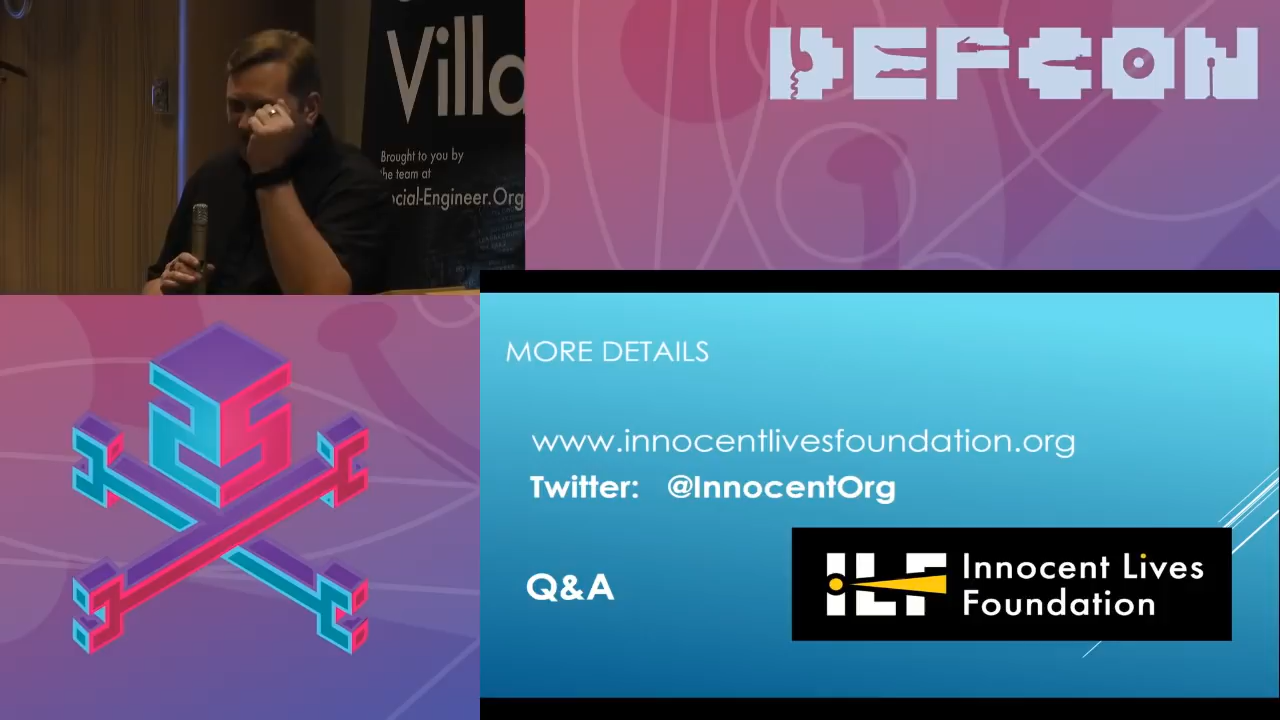 Villa
Brought to you by
the team at
ocial-Engineer.Org
DEFCON
25
MORE DETAILS
www.innocentlivesfoundation.org
Twitter: @InnocentOrg
Q&A
ILF
Innocent Lives
Foundation